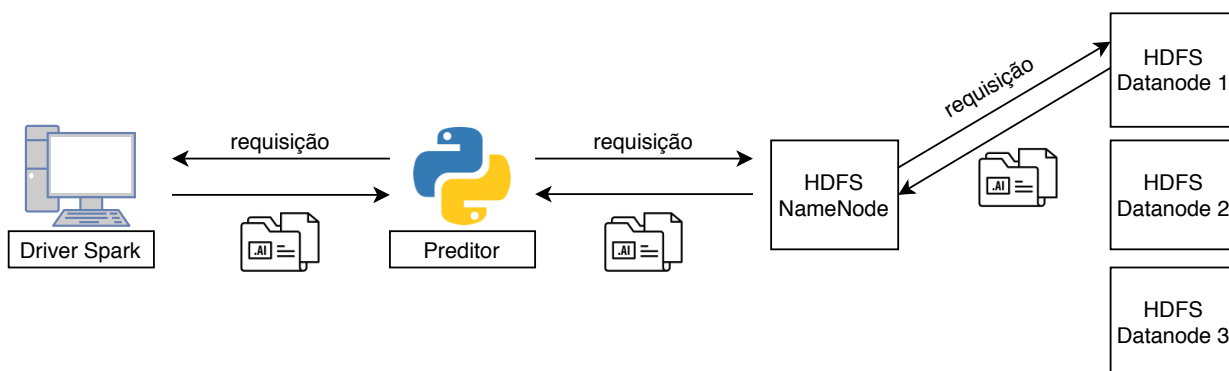 requisição
Driver Spark
.AI
requisição
Preditor
.AI
HDFS
NameNode
requisição
.AI
HDFS
Datanode 1
HDFS
Datanode 2
HDFS
Datanode 3